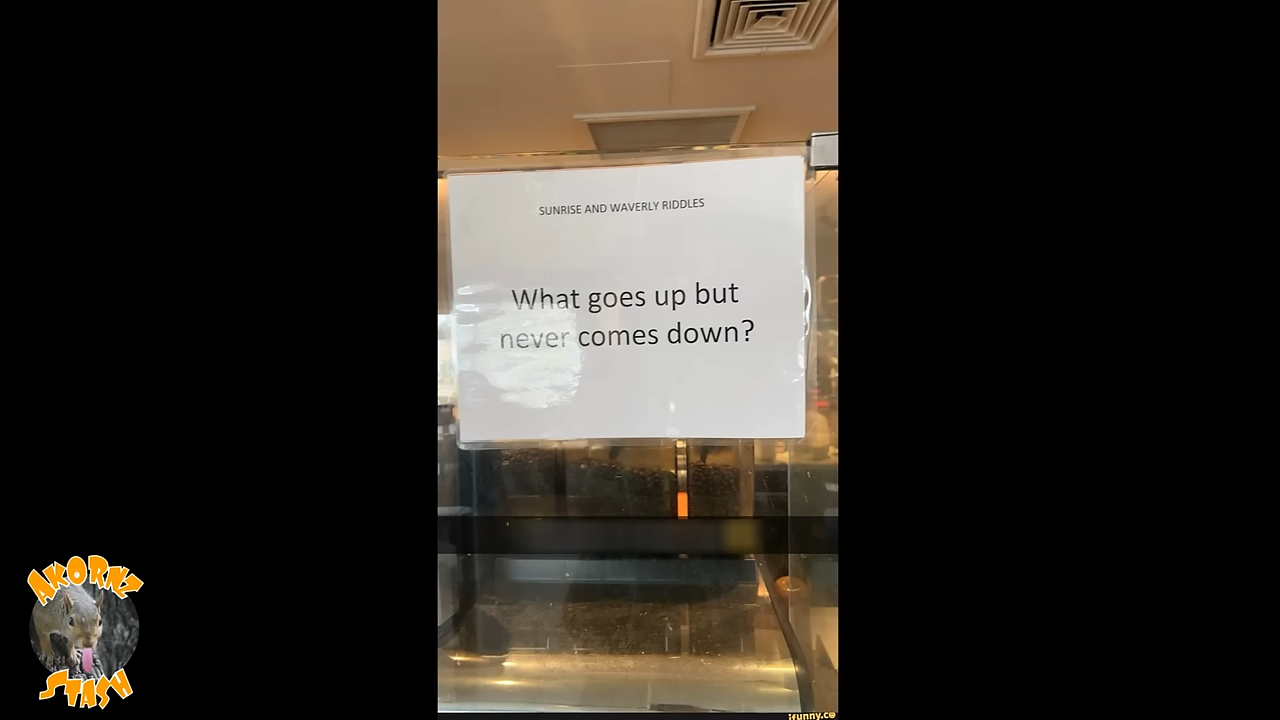 SUNRISE AND WAVERLY RIDDLES
What goes up but
never comes down?
AKORNZ
STASH
ifunny.co